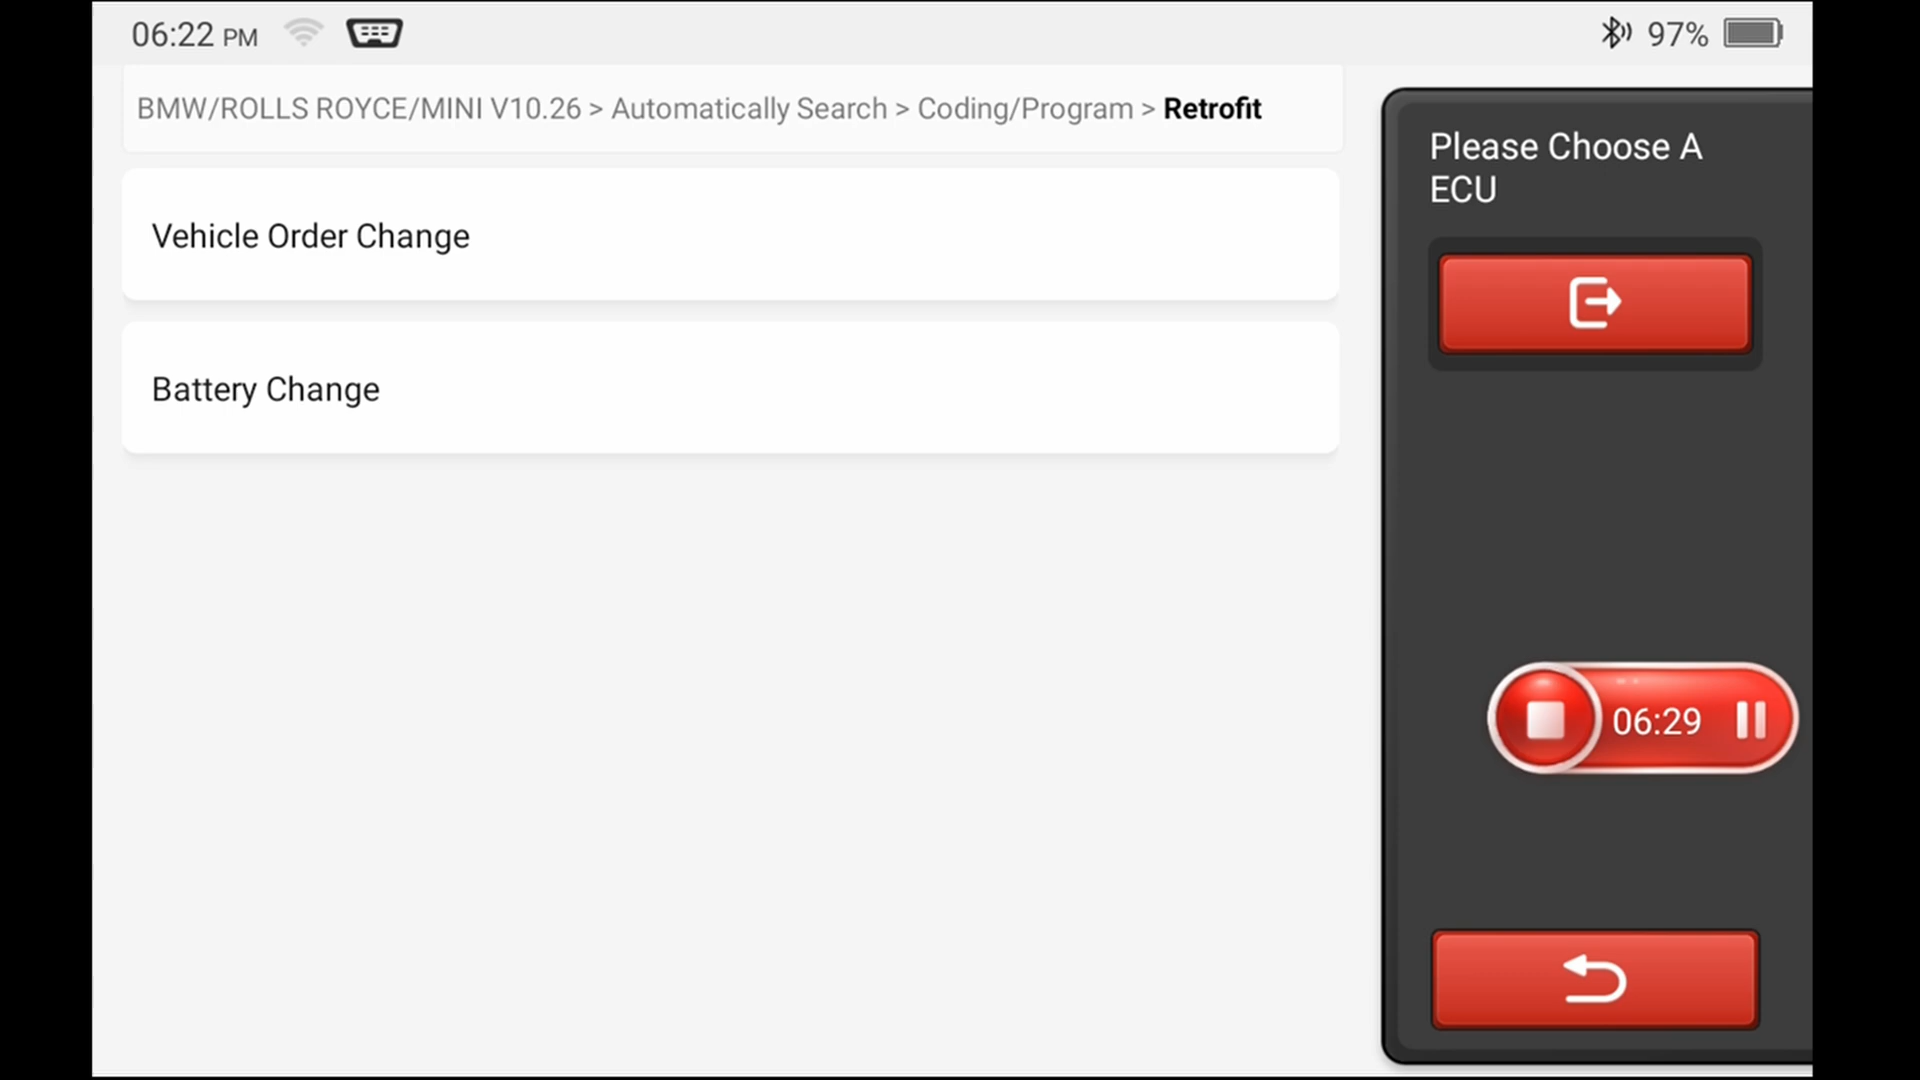 06:22 PM
97%
BMW/ROLLS ROYCE/MINI V10.26 > Automatically Search > Coding/Program > Retrofit
Vehicle Order Change
Battery Change
Please Choose A
ECU
06:29